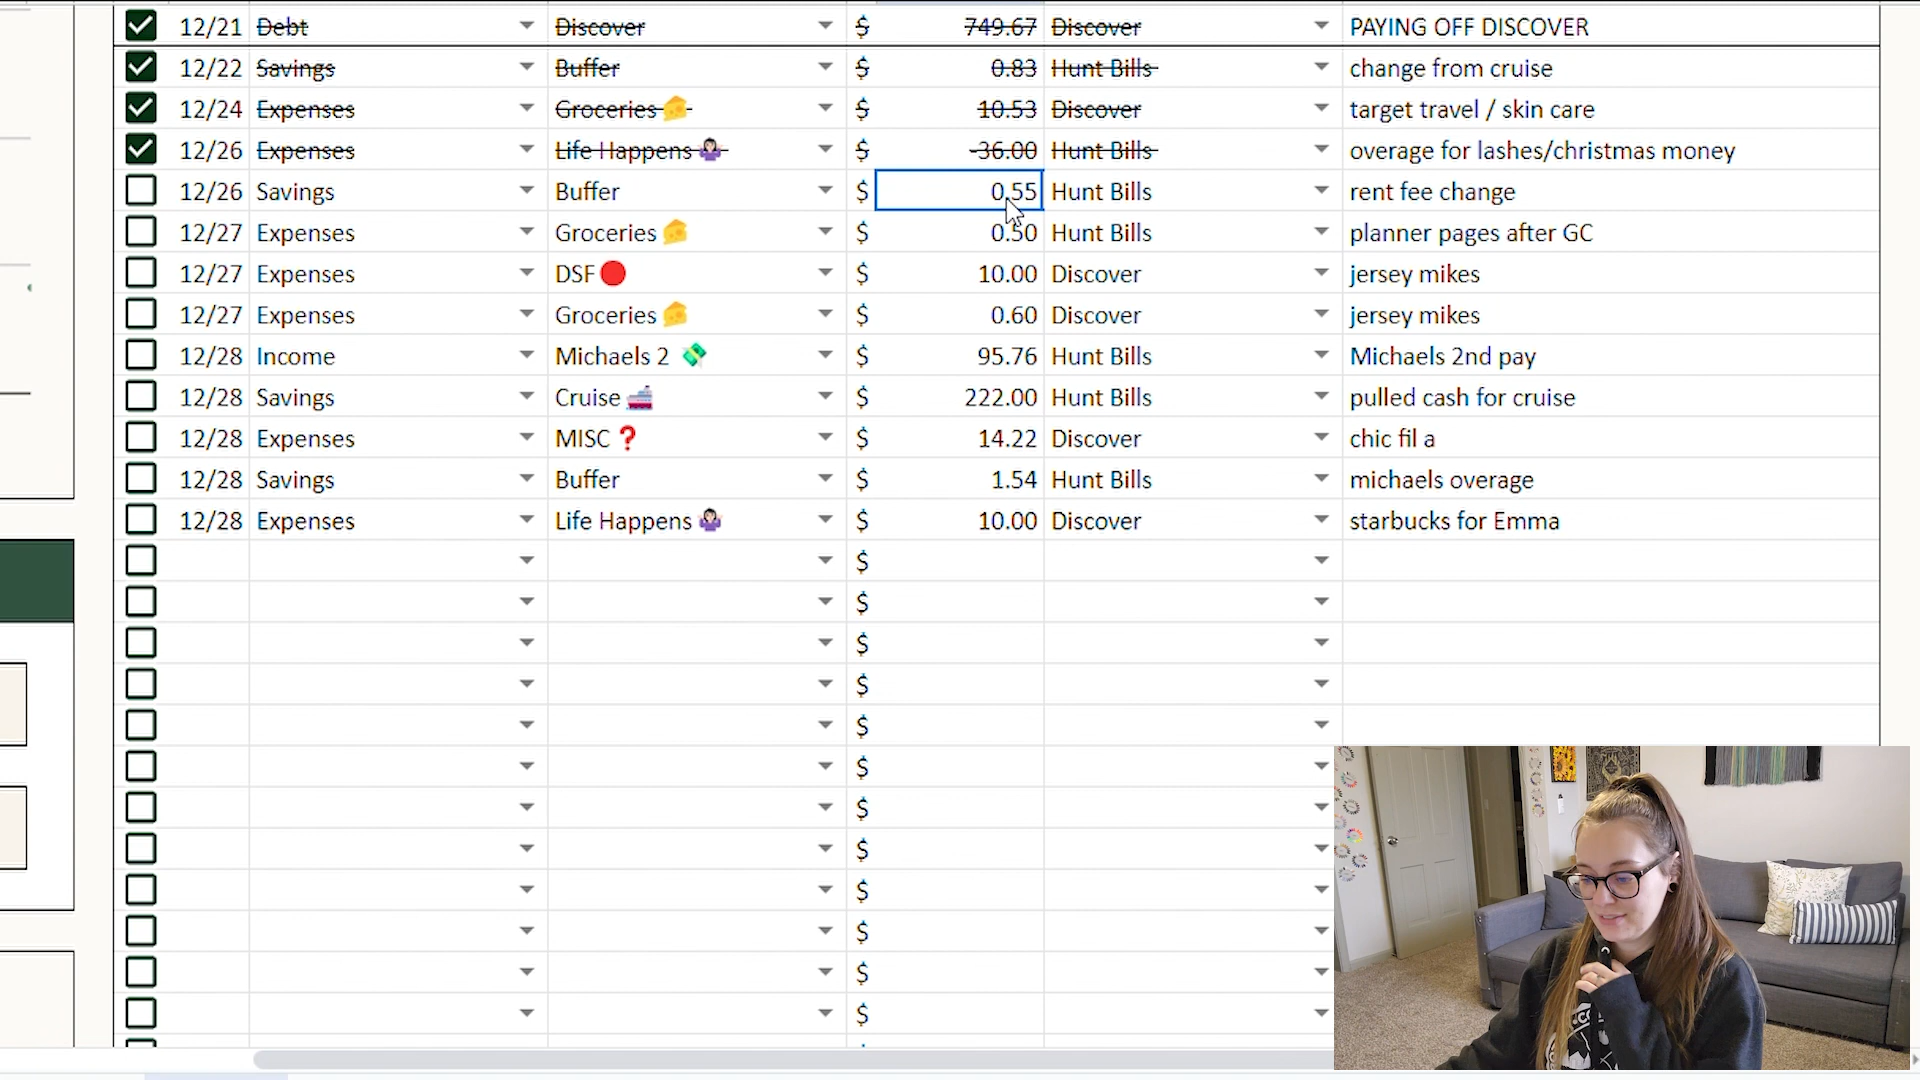 12/21 Debt Discover $ 749.67 Discover PAYING OFF DISCOVER
12/22 Savings Buffer $ 0.83 Hunt Bills change from cruise
12/24 Expenses Groceries 🧀 $ 10.53 Discover target travel / skin care
12/26 Expenses Life Happens 🤷🏻‍♀️ $ -36.00 Hunt Bills overage for lashes/christmas money
12/26 Savings Buffer $ 0.55 Hunt Bills rent fee change
12/27 Expenses Groceries 🧀 $ 0.50 Hunt Bills planner pages after GC
12/27 Expenses DSF 🔴 $ 10.00 Discover jersey mikes
12/27 Expenses Groceries 🧀 $ 0.60 Discover jersey mikes
12/28 Income Michaels 2 💸 $ 95.76 Hunt Bills Michaels 2nd pay
12/28 Savings Cruise 🛳️ $ 222.00 Hunt Bills pulled cash for cruise
12/28 Expenses MISC ❓ $ 14.22 Discover chic fil a
12/28 Savings Buffer $ 1.54 Hunt Bills michaels overage
12/28 Expenses Life Happens 🤷🏻‍♀️ $ 10.00 Discover starbucks for Emma
$
$
$
$
$
$
$
$
$
$
$
$